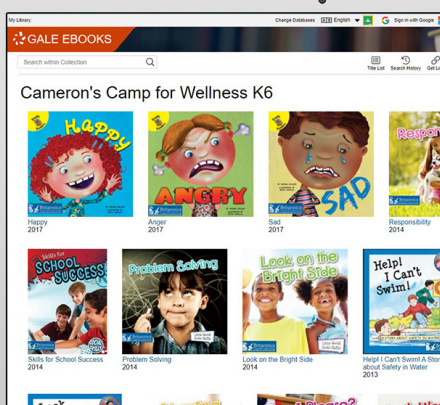 My Library:
Change Databases
English
Sign in with Google
GALE EBOOKS
Search within Collection
Title List
Search History
Get L
Cameron's Camp for Wellness K6
Happy
ANGRY
SAD
Respon
Happy
2017
Anger
2017
Sad
2017
Responsibility
2014
Skills for
SCHOOL
SUCCESS
Problem Solving
Look on the
Bright Side
Help!
I Can't
Swim!
Skills for School Success
2014
Problem Solving
2014
Look on the Bright Side
2014
Help! I Can't Swim! A Stor
about Safety in Water
2013